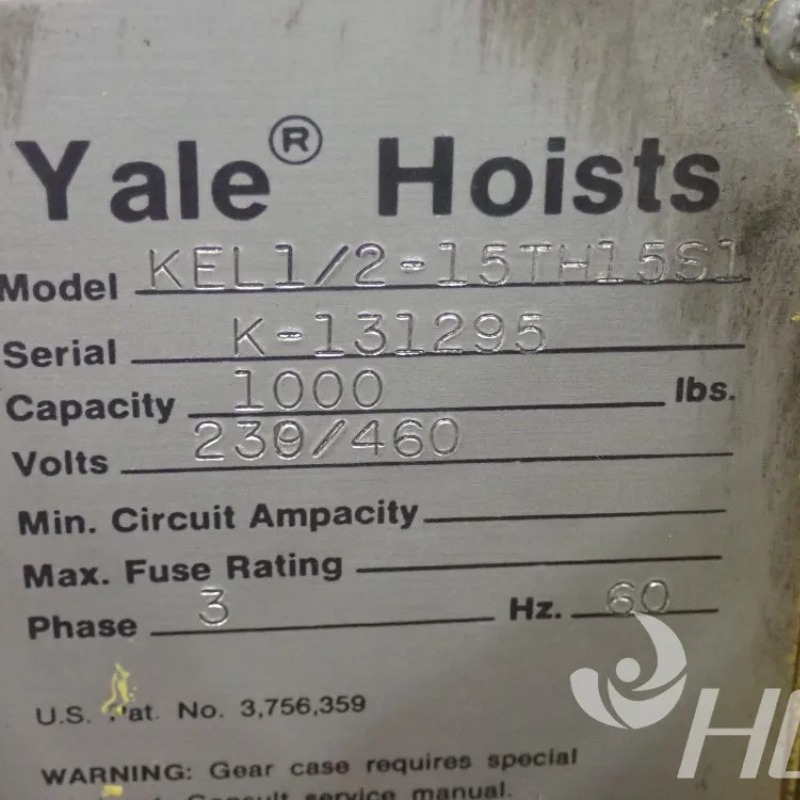 Yale® Hoists
Model KEL1/2-15TH15S1
Serial K-131295
Capacity 1000 lbs.
Volts 230/460
Min. Circuit Ampacity
Max. Fuse Rating
Phase 3 Hz. 60
U.S. Pat. No. 3,756,359
WARNING: Gear case requires special
Consult service manual.